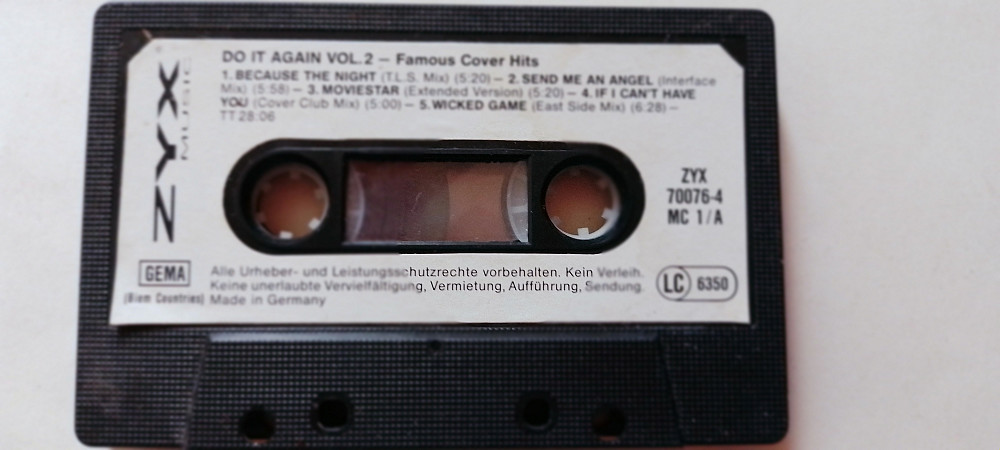 DO IT AGAIN VOL.2 – Famous Cover Hits
1. BECAUSE THE NIGHT (T.L.S. Mix) (5:20) – 2. SEND ME AN ANGEL (Interface
Mix) (5:58) – 3. MOVIESTAR (Extended Version) (5:20) – 4. IF I CAN'T HAVE
YOU (Cover Club Mix) (5:00) – 5. WICKED GAME (East Side Mix) (6:28) –
TT 28:06
ZYX
MUSIC
ZYX
70076-4
MC 1/A
GEMA
(Biem Countries)
Alle Urheber- und Leistungsschutzrechte vorbehalten. Kein Verleih.
Keine unerlaubte Vervielfältigung, Vermietung, Aufführung, Sendung.
Made in Germany
LC 6350